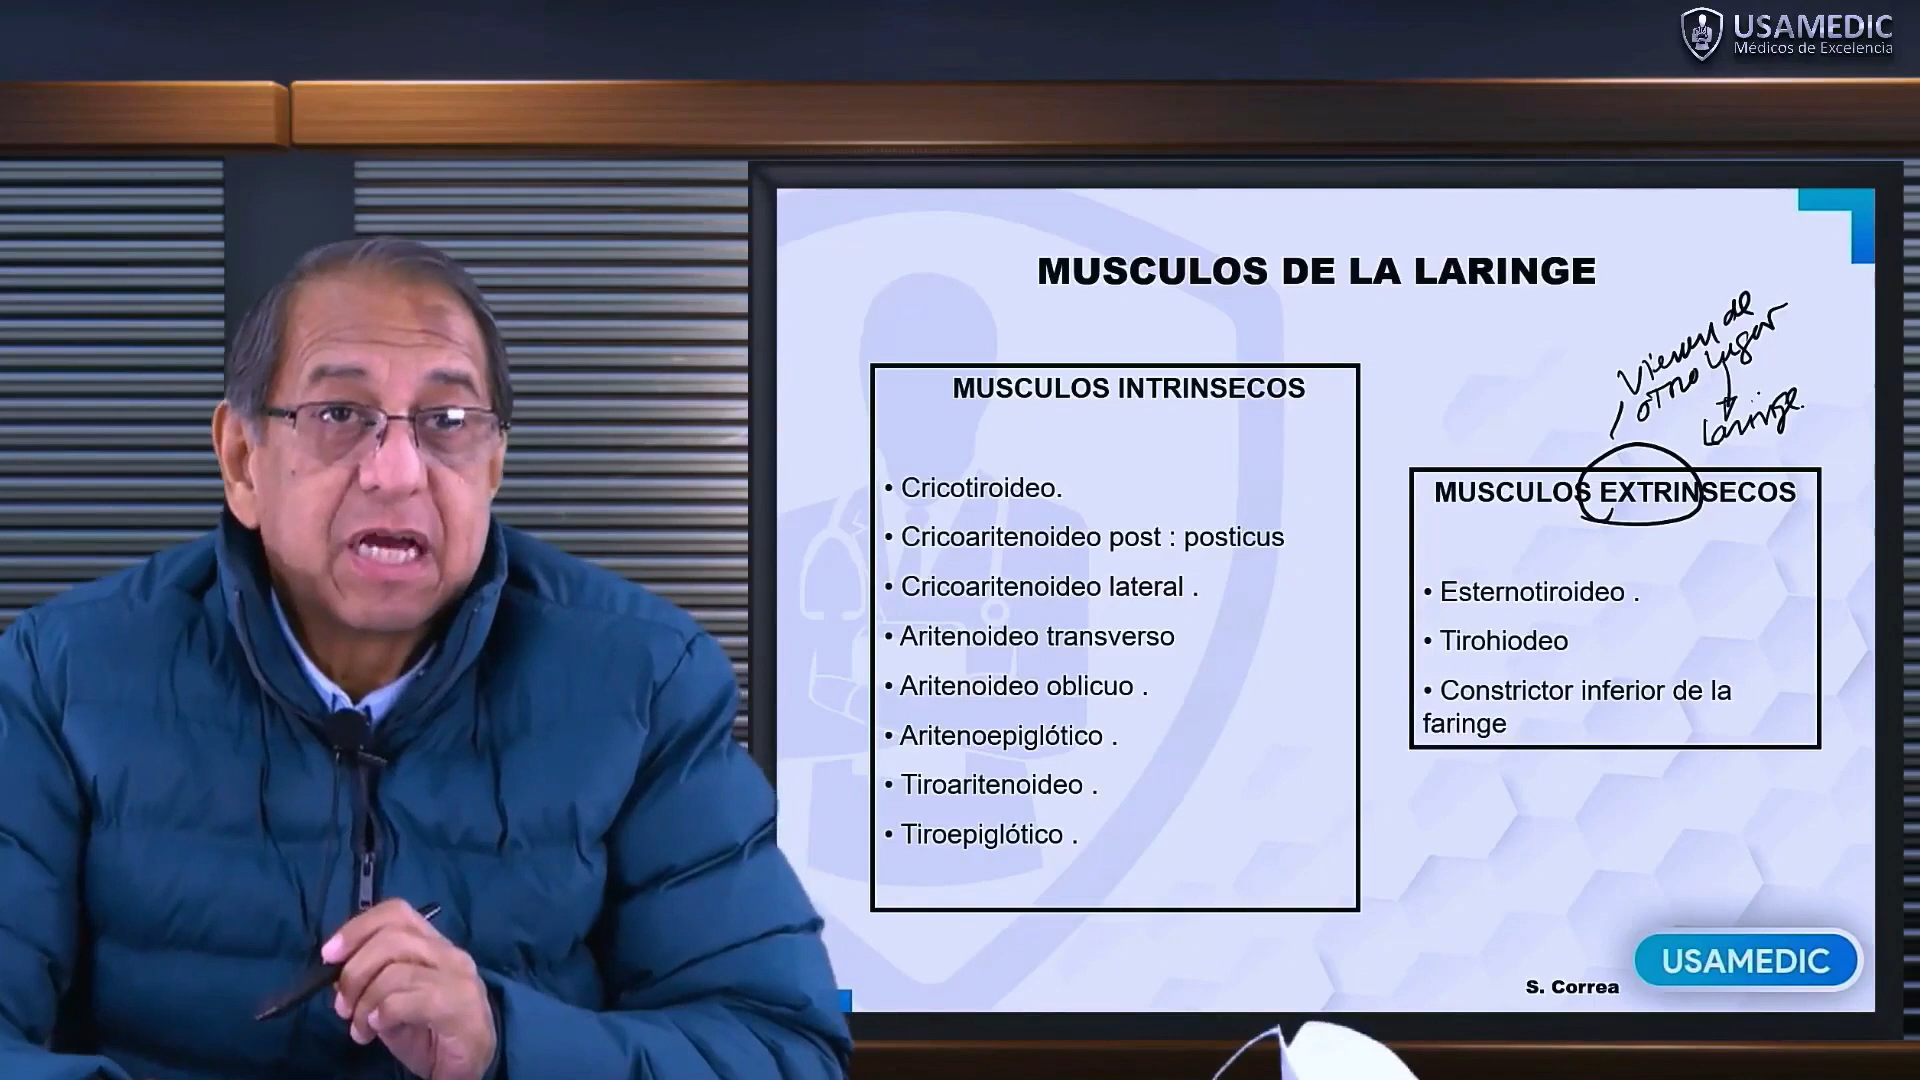 USAMEDIC
Médicos de Excelencia
MUSCULOS DE LA LARINGE
vienen de
otro lugar
laringe.
MUSCULOS INTRINSECOS
• Cricotiroideo.
• Cricoaritenoideo post : posticus
• Cricoaritenoideo lateral .
• Aritenoideo transverso
• Aritenoideo oblicuo .
• Aritenoepiglótico .
• Tiroaritenoideo .
• Tiroepiglótico .
MUSCULOS EXTRINSECOS
• Esternotiroideo .
• Tirohiodeo
• Constrictor inferior de la
faringe
S. Correa
USAMEDIC